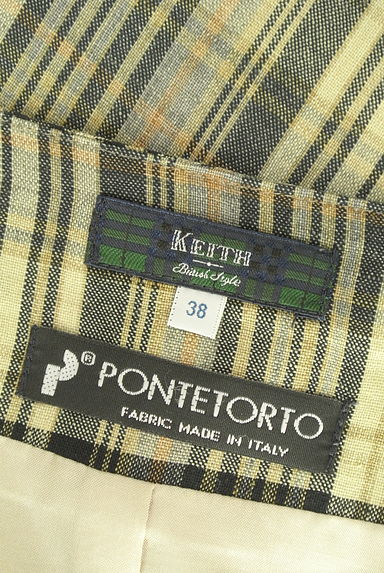 KEITH
British Style
38
P® PONTETORTO
FABRIC MADE IN ITALY